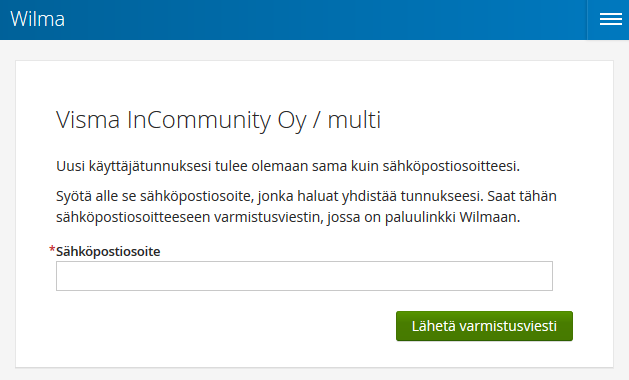 Wilma
Visma InCommunity Oy / multi
Uusi käyttäjätunnuksesi tulee olemaan sama kuin sähköpostiosoitteesi.
Syötä alle se sähköpostiosoite, jonka haluat yhdistää tunnukseesi. Saat tähän
sähköpostiosoitteeseen varmistusviestin, jossa on paluulinkki Wilmaan.
*Sähköpostiosoite
Lähetä varmistusviesti